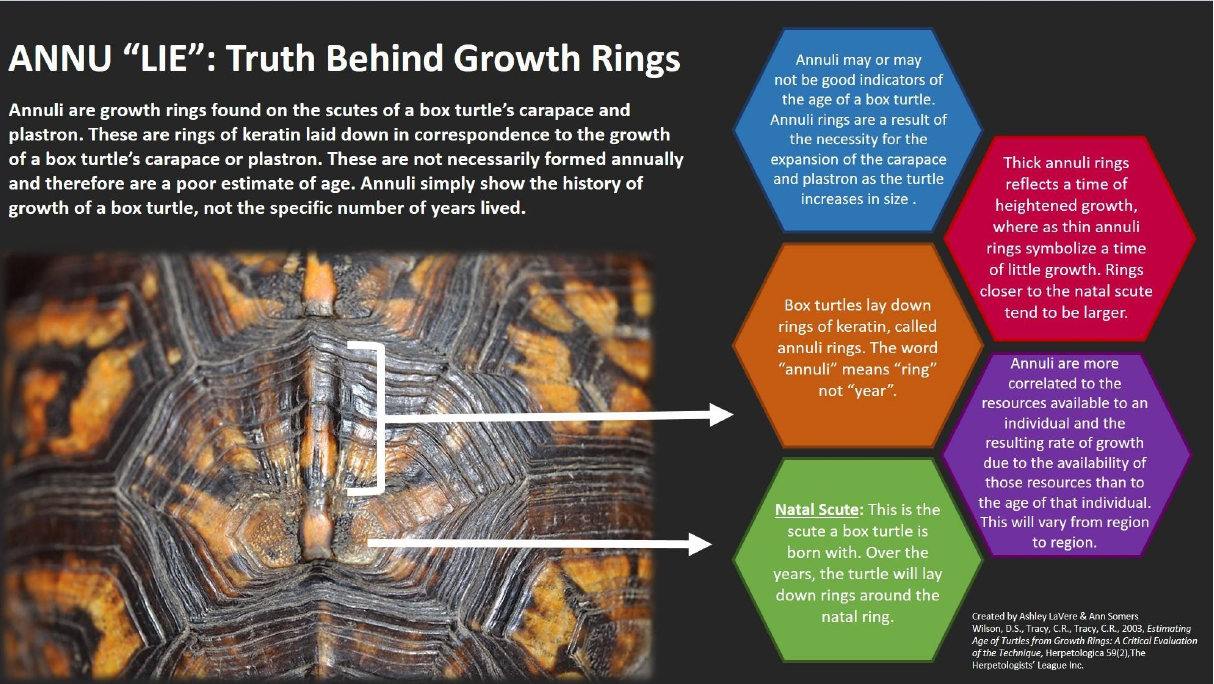 ANNU “LIE”: Truth Behind Growth Rings
Annuli are growth rings found on the scutes of a box turtle’s carapace and
plastron. These are rings of keratin laid down in correspondence to the growth
of a box turtle’s carapace or plastron. These are not necessarily formed annually
and therefore are a poor estimate of age. Annuli simply show the history of
growth of a box turtle, not the specific number of years lived.
Annuli may or may
not be good indicators of
the age of a box turtle.
Annuli rings are a result of
the necessity for the
expansion of the carapace
and plastron as the turtle
increases in size .
Thick annuli rings
reflects a time of
heightened growth,
where as thin annuli
rings symbolize a time
of little growth. Rings
closer to the natal scute
tend to be larger.
Box turtles lay down
rings of keratin, called
annuli rings. The word
“annuli” means “ring”
not “year”.
Annuli are more
correlated to the
resources available to an
individual and the
resulting rate of growth
due to the availability of
those resources than to
the age of that individual.
This will vary from region
to region.
Natal Scute: This is the
scute a box turtle is
born with. Over the
years, the turtle will lay
down rings around the
natal ring.
Created by Ashley LaVere & Ann Somers
Wilson, D.S., Tracy, C.R., Tracy, C.R., 2003, Estimating
Age of Turtles from Growth Rings: A Critical Evaluation
of the Technique, Herpetologica 59(2),The
Herpetologists’ League Inc.